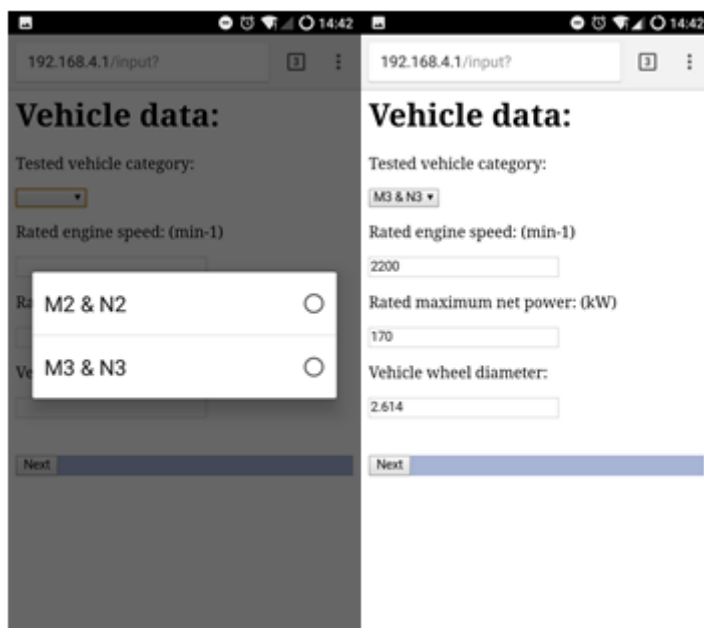 14:42
192.168.4.1/input?
3
Vehicle data:
Tested vehicle category:
Rated engine speed: (min-1)
Ra
M2 & N2
M3 & N3
Ve
Next
14:42
192.168.4.1/input?
3
Vehicle data:
Tested vehicle category:
M3 & N3
Rated engine speed: (min-1)
2200
Rated maximum net power: (kW)
170
Vehicle wheel diameter:
2.614
Next